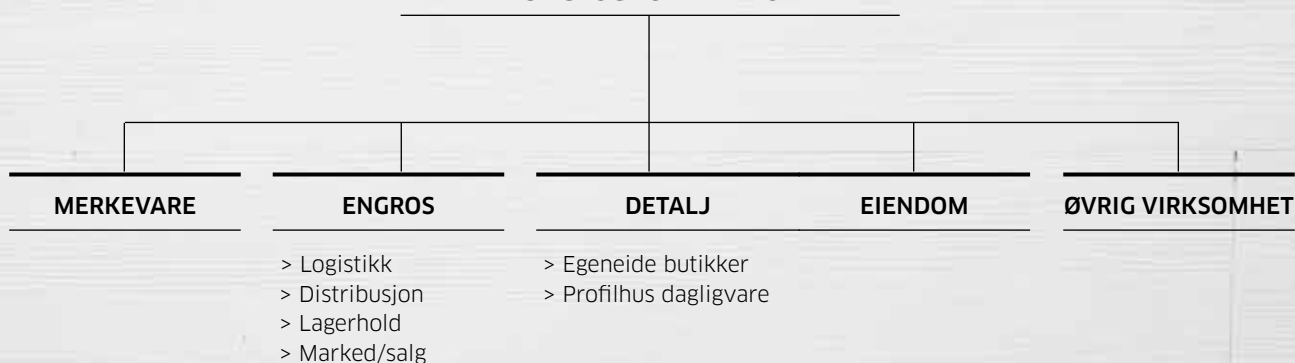 MERKEVARE
ENGROS
DETALJ
EIENDOM
ØVRIG VIRKSOMHET
> Logistikk
> Distribusjon
> Lagerhold
> Marked/salg
> Egeneide butikker
> Profilhus dagligvare